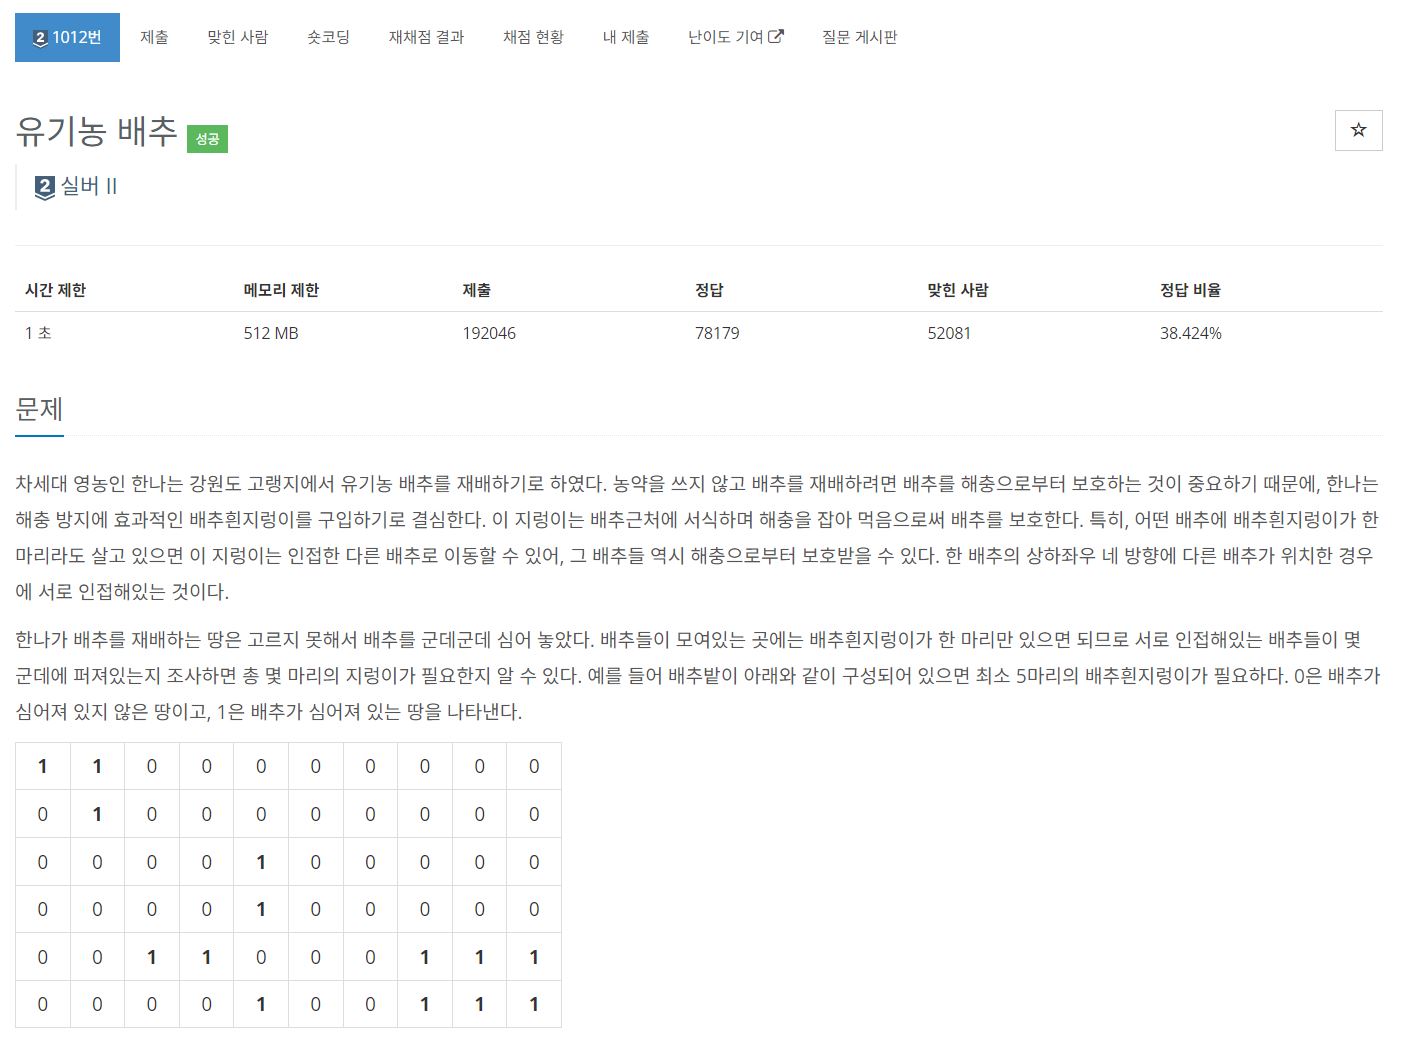 2 1012번 제출 맞힌 사람 숏코딩 재채점 결과 채점 현황 내 제출 난이도 기여 질문 게시판
유기농 배추 성공
2 실버 II
시간 제한 메모리 제한 제출 정답 맞힌 사람 정답 비율
1 초 512 MB 192046 78179 52081 38.424%
문제
차세대 영농인 한나는 강원도 고랭지에서 유기농 배추를 재배하기로 하였다. 농약을 쓰지 않고 배추를 재배하려면 배추를 해충으로부터 보호하는 것이 중요하기 때문에, 한나는
해충 방지에 효과적인 배추흰지렁이를 구입하기로 결심한다. 이 지렁이는 배추근처에 서식하며 해충을 잡아 먹음으로써 배추를 보호한다. 특히, 어떤 배추에 배추흰지렁이가 한
마리라도 살고 있으면 이 지렁이는 인접한 다른 배추로 이동할 수 있어, 그 배추들 역시 해충으로부터 보호받을 수 있다. 한 배추의 상하좌우 네 방향에 다른 배추가 위치한 경우
에 서로 인접해있는 것이다.
한나가 배추를 재배하는 땅은 고르지 못해서 배추를 군데군데 심어 놓았다. 배추들이 모여있는 곳에는 배추흰지렁이가 한 마리만 있으면 되므로 서로 인접해있는 배추들이 몇
군데에 퍼져있는지 조사하면 총 몇 마리의 지렁이가 필요한지 알 수 있다. 예를 들어 배추밭이 아래와 같이 구성되어 있으면 최소 5마리의 배추흰지렁이가 필요하다. 0은 배추가
심어져 있지 않은 땅이고, 1은 배추가 심어져 있는 땅을 나타낸다.
1 1 0 0 0 0 0 0 0 0
0 1 0 0 0 0 0 0 0 0
0 0 0 0 1 0 0 0 0 0
0 0 0 0 1 0 0 0 0 0
0 0 1 1 0 0 0 1 1 1
0 0 0 0 1 0 0 1 1 1